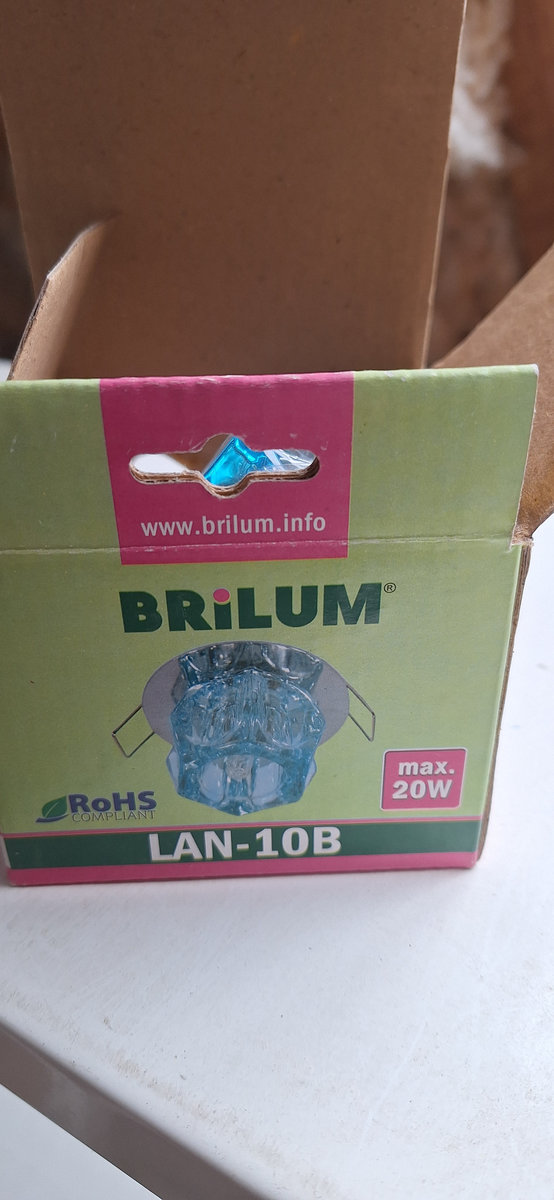 www.brilum.info
BRiLUM®
max.
20W
RoHS
COMPLIANT
LAN-10B